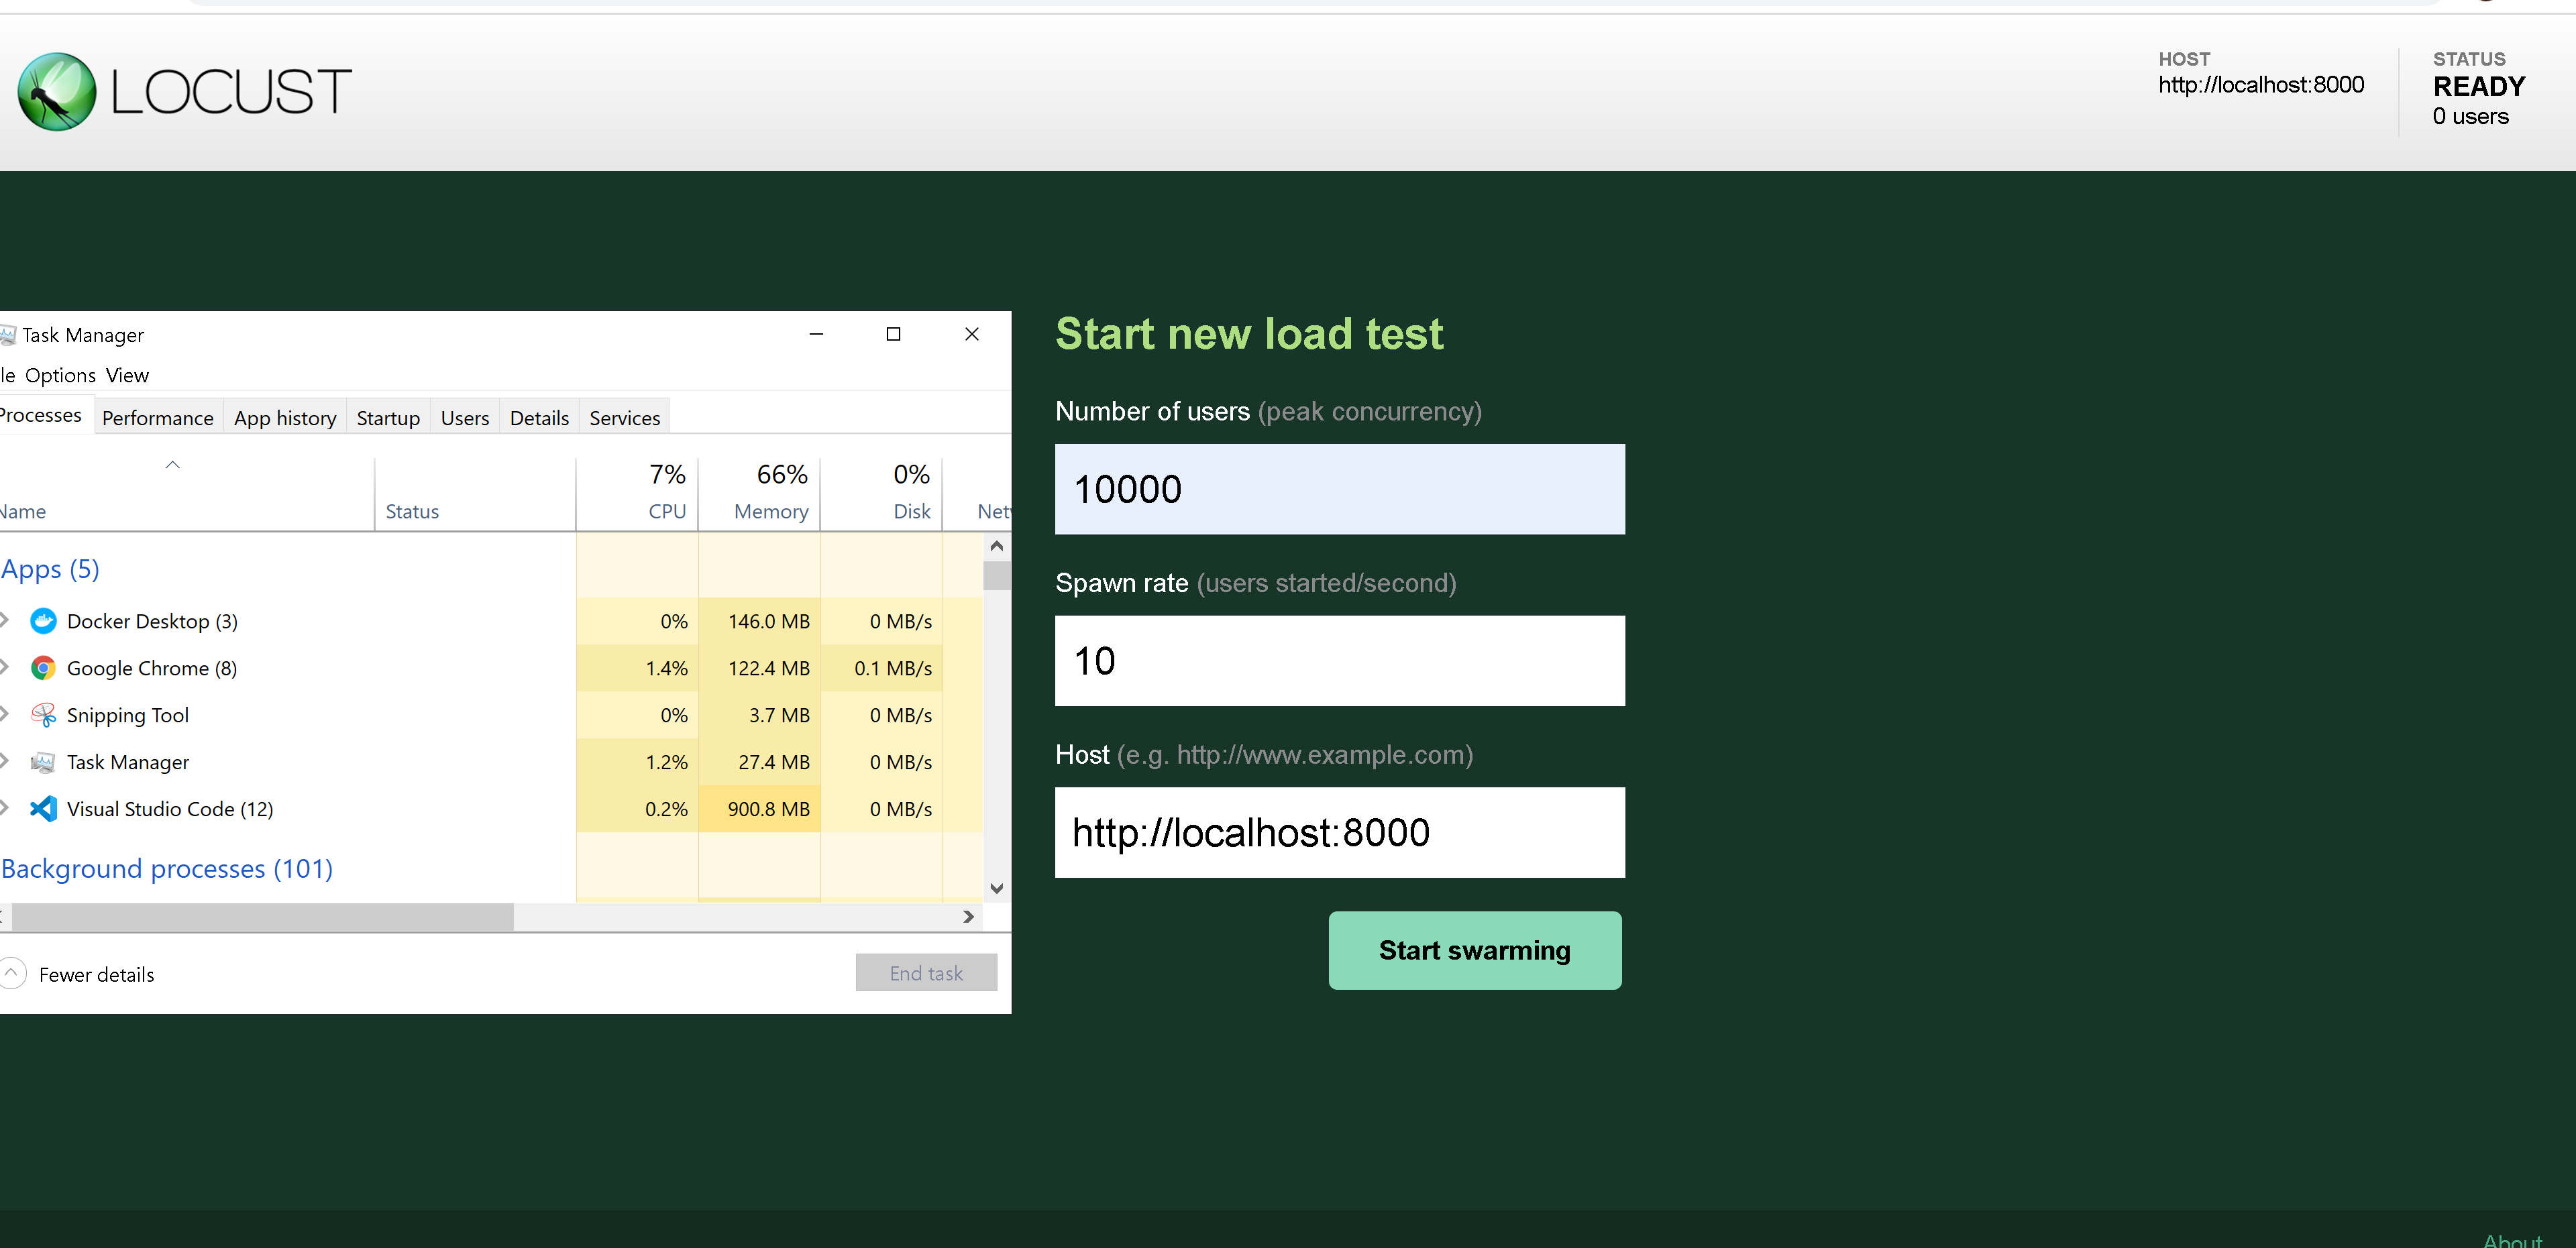 LOCUST
HOST
http://localhost:8000
STATUS
READY
0 users
Task Manager
le Options View
Processes Performance App history Startup Users Details Services
7% 66% 0%
Name Status CPU Memory Disk Net
Apps (5)
Docker Desktop (3) 0% 146.0 MB 0 MB/s
Google Chrome (8) 1.4% 122.4 MB 0.1 MB/s
Snipping Tool 0% 3.7 MB 0 MB/s
Task Manager 1.2% 27.4 MB 0 MB/s
Visual Studio Code (12) 0.2% 900.8 MB 0 MB/s
Background processes (101)
Fewer details End task
Start new load test
Number of users (peak concurrency)
10000
Spawn rate (users started/second)
10
Host (e.g. http://www.example.com)
http://localhost:8000
Start swarming
About